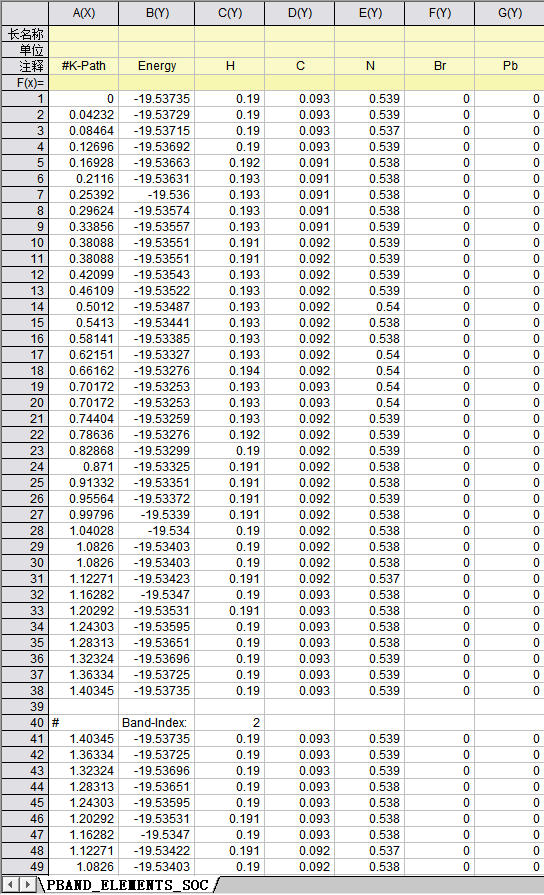 A(X) B(Y) C(Y) D(Y) E(Y) F(Y) G(Y)
长名称
单位
注释 #K-Path Energy H C N Br Pb
F(x)=
1 0 -19.53735 0.19 0.093 0.539 0 0
2 0.04232 -19.53729 0.19 0.093 0.539 0 0
3 0.08464 -19.53715 0.19 0.093 0.537 0 0
4 0.12696 -19.53692 0.19 0.093 0.539 0 0
5 0.16928 -19.53663 0.192 0.091 0.538 0 0
6 0.2116 -19.53631 0.193 0.091 0.538 0 0
7 0.25392 -19.536 0.193 0.091 0.538 0 0
8 0.29624 -19.53574 0.193 0.091 0.538 0 0
9 0.33856 -19.53557 0.193 0.091 0.539 0 0
10 0.38088 -19.53551 0.191 0.092 0.539 0 0
11 0.38088 -19.53551 0.191 0.092 0.539 0 0
12 0.42099 -19.53543 0.193 0.092 0.539 0 0
13 0.46109 -19.53522 0.193 0.092 0.539 0 0
14 0.5012 -19.53487 0.193 0.092 0.54 0 0
15 0.5413 -19.53441 0.193 0.092 0.538 0 0
16 0.58141 -19.53385 0.193 0.092 0.538 0 0
17 0.62151 -19.53327 0.193 0.092 0.54 0 0
18 0.66162 -19.53276 0.194 0.092 0.54 0 0
19 0.70172 -19.53253 0.193 0.093 0.54 0 0
20 0.70172 -19.53253 0.193 0.093 0.54 0 0
21 0.74404 -19.53259 0.193 0.092 0.539 0 0
22 0.78636 -19.53276 0.192 0.092 0.539 0 0
23 0.82868 -19.53299 0.19 0.092 0.539 0 0
24 0.871 -19.53325 0.191 0.092 0.538 0 0
25 0.91332 -19.53351 0.191 0.092 0.538 0 0
26 0.95564 -19.53372 0.191 0.092 0.539 0 0
27 0.99796 -19.5339 0.191 0.092 0.538 0 0
28 1.04028 -19.534 0.19 0.092 0.538 0 0
29 1.0826 -19.53403 0.19 0.092 0.538 0 0
30 1.0826 -19.53403 0.19 0.092 0.538 0 0
31 1.12271 -19.53423 0.191 0.092 0.537 0 0
32 1.16282 -19.5347 0.19 0.093 0.538 0 0
33 1.20292 -19.53531 0.191 0.093 0.538 0 0
34 1.24303 -19.53595 0.19 0.093 0.538 0 0
35 1.28313 -19.53651 0.19 0.093 0.538 0 0
36 1.32324 -19.53696 0.19 0.093 0.539 0 0
37 1.36334 -19.53725 0.19 0.093 0.539 0 0
38 1.40345 -19.53735 0.19 0.093 0.539 0 0
39
40 # Band-Index: 2
41 1.40345 -19.53735 0.19 0.093 0.539 0 0
42 1.36334 -19.53725 0.19 0.093 0.539 0 0
43 1.32324 -19.53696 0.19 0.093 0.539 0 0
44 1.28313 -19.53651 0.19 0.093 0.538 0 0
45 1.24303 -19.53595 0.19 0.093 0.538 0 0
46 1.20292 -19.53531 0.191 0.093 0.538 0 0
47 1.16282 -19.5347 0.19 0.093 0.538 0 0
48 1.12271 -19.53422 0.191 0.092 0.537 0 0
49 1.0826 -19.53403 0.19 0.092 0.538 0 0
PBAND_ELEMENTS_SOC